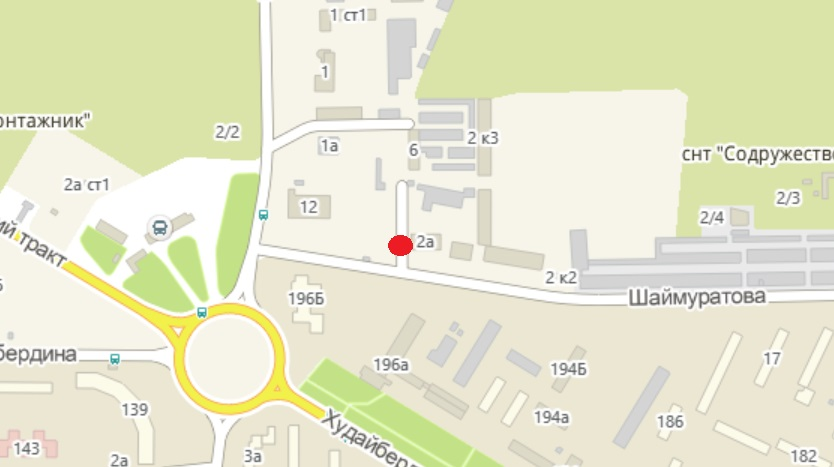 1 ст1
1
онтажник"
2/2
1а
6
2 к3
снт "Содружество
2а ст1
12
2/3
2/4
ий тракт
2а
2 к2
196Б
Шаймуратова
бердина
196а
194Б
17
139
194а
186
Худайберд
143
2а
3а
182